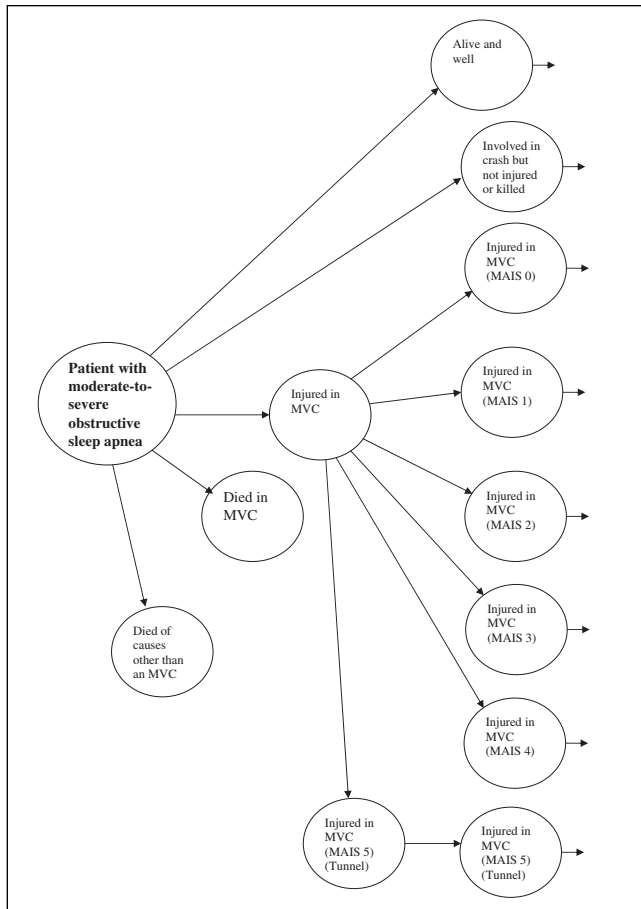 Alive and
well
Involved in
crash but
not injured
or killed
Injured in
MVC
(MAIS 0)
Patient with
moderate-to-
severe
obstructive
sleep apnea
Injured in
MVC
Injured in
MVC
(MAIS 1)
Died in
MVC
Injured in
MVC
(MAIS 2)
Died of
causes
other than
an MVC
Injured in
MVC
(MAIS 3)
Injured in
MVC
(MAIS 4)
Injured in
MVC
(MAIS 5)
(Tunnel)
Injured in
MVC
(MAIS 5)
(Tunnel)